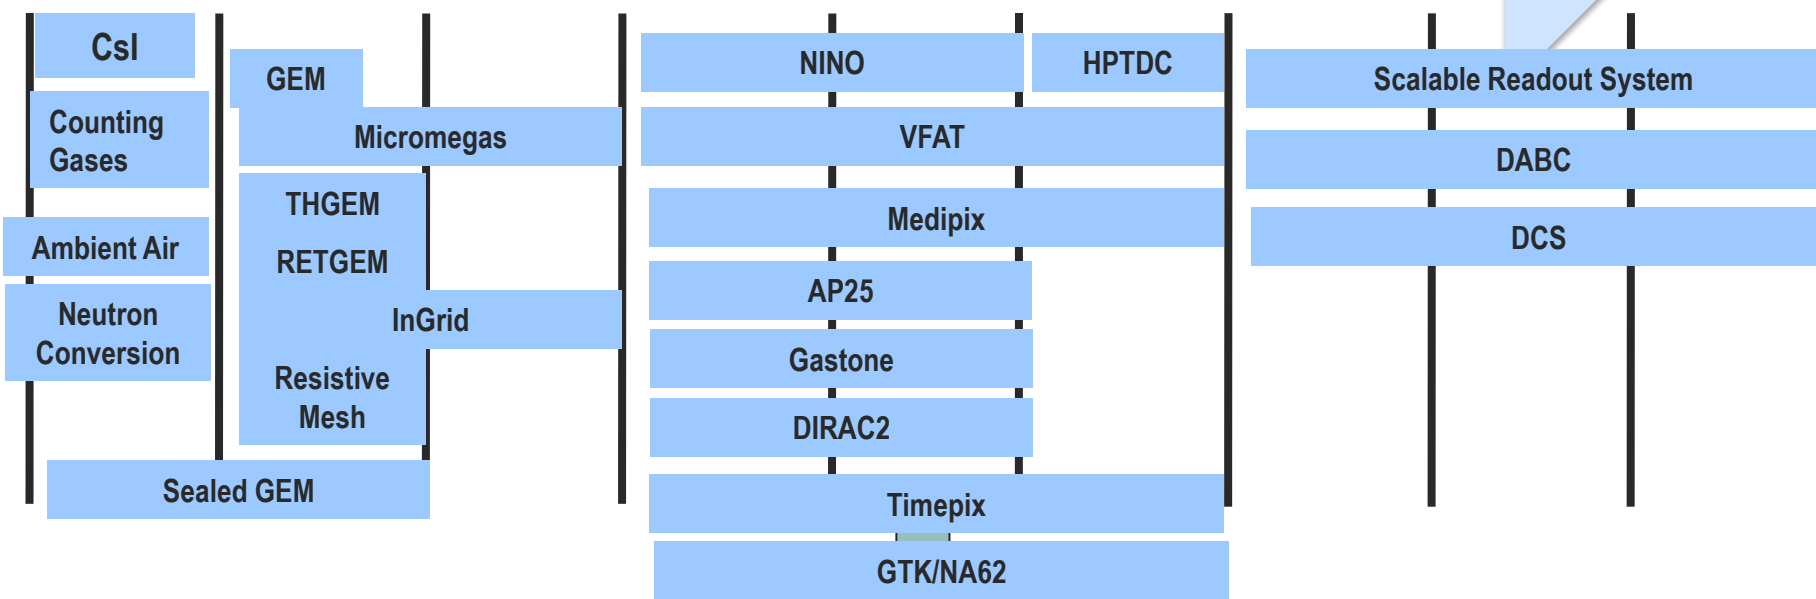 CsI
Counting
Gases
Ambient Air
Neutron
Conversion
GEM
Micromegas
THGEM
RETGEM
InGrid
Resistive
Mesh
Sealed GEM
NINO
HPTDC
VFAT
Medipix
AP25
Gastone
DIRAC2
Timepix
GTK/NA62
Scalable Readout System
DABC
DCS